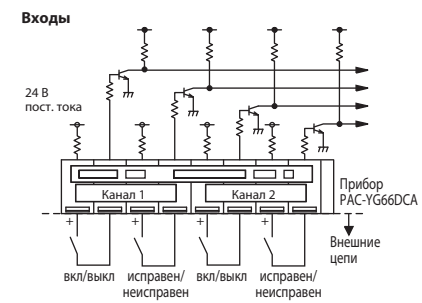 Входы
24 В
пост. тока
Канал 1
Канал 2
Прибор
PAC-YG66DCA
+
+
+
+
Внешние
цепи
вкл/выкл
исправен/
неисправен
вкл/выкл
исправен/
неисправен